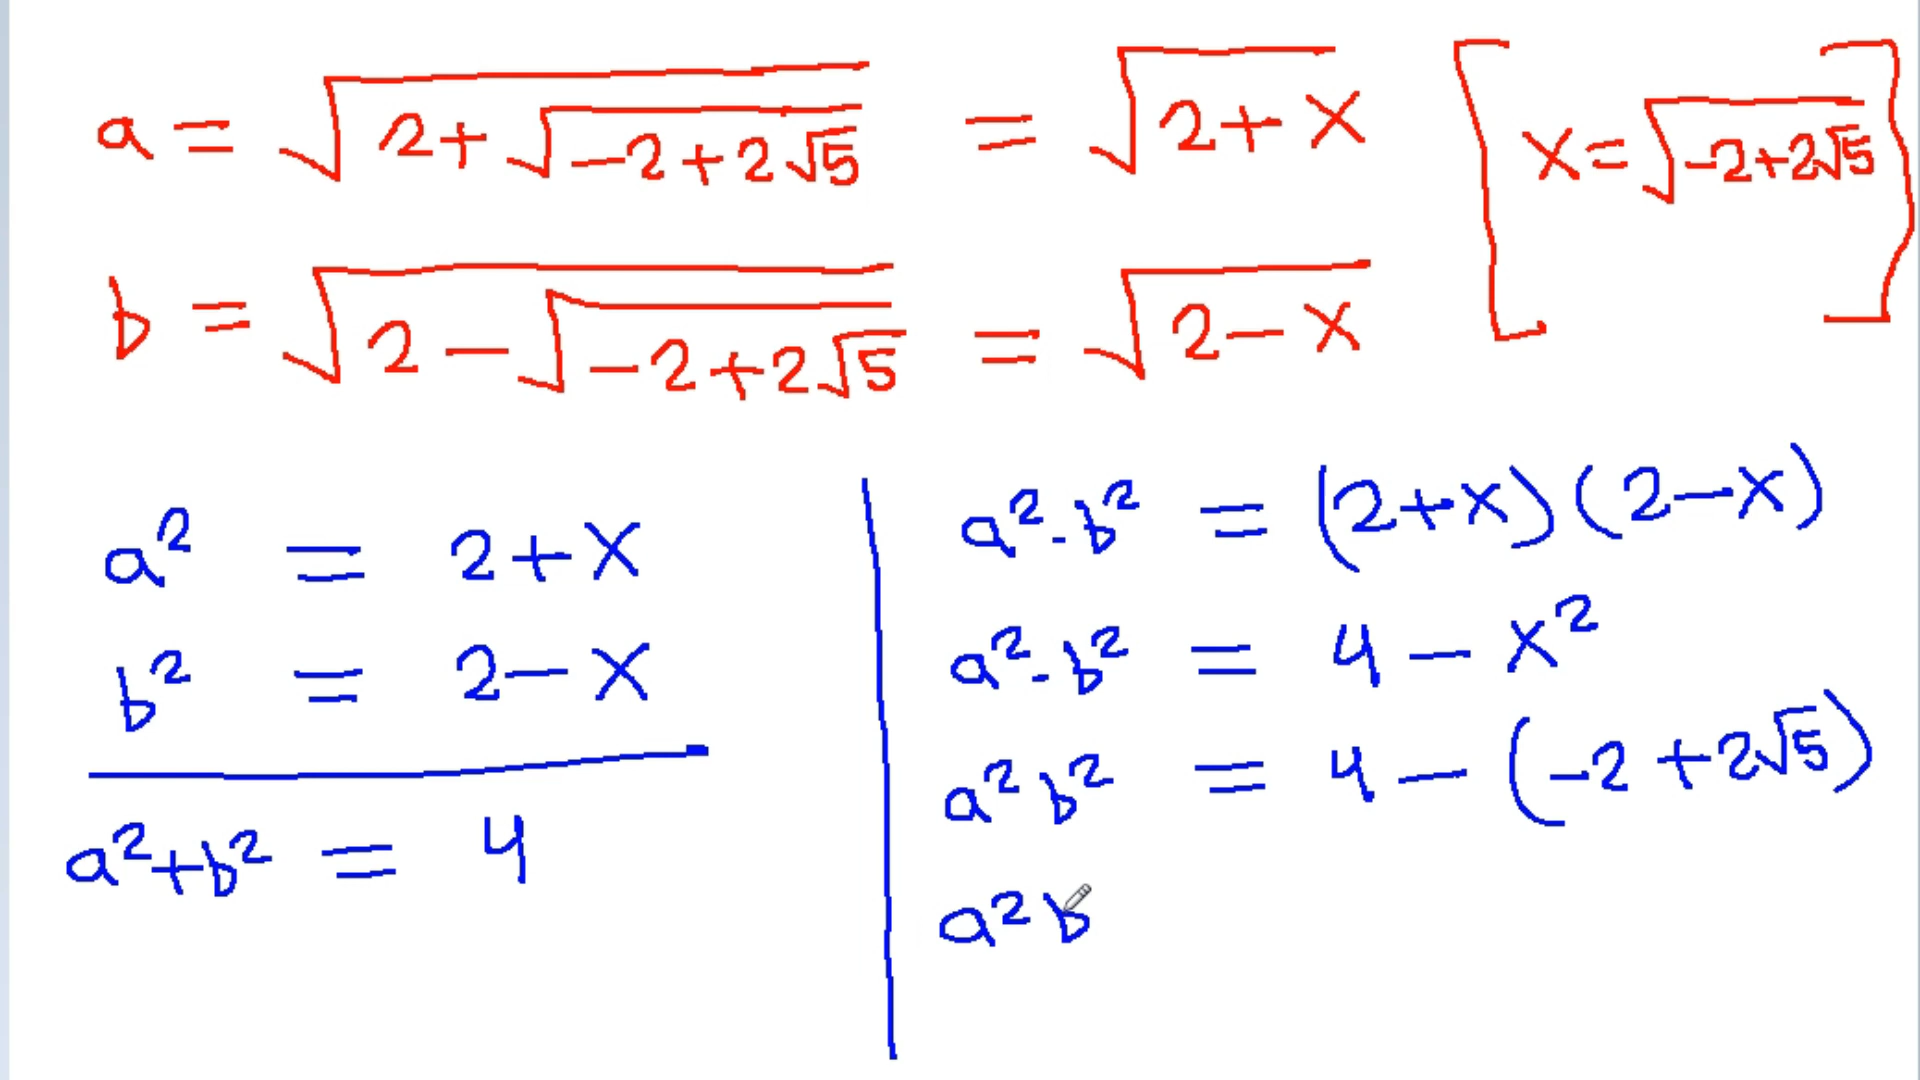 a = √(2+√(-2+2√5)) = √(2+x) [x=√(-2+2√5)]
b = √(2-√(-2+2√5)) = √(2-x)
a² = 2+x
b² = 2-x
a²+b² = 4
a².b² = (2+x)(2-x)
a².b² = 4-x²
a²b² = 4-(-2+2√5)
a²b